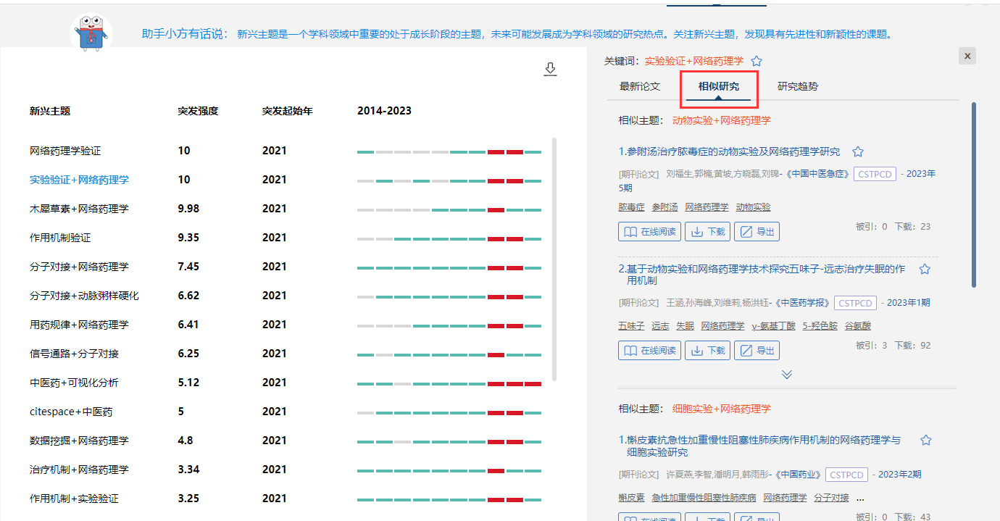 助手小方有话说： 新兴主题是一个学科领域中重要的处于成长阶段的主题，未来可能发展成为学科领域的研究热点。关注新兴主题，发现具有先进性和新颖性的课题。
新兴主题 突发强度 突发起始年 2014-2023
网络药理学验证 10 2021
实验验证+网络药理学 10 2021
木犀草素+网络药理学 9.98 2021
作用机制验证 9.35 2021
分子对接+网络药理学 7.45 2021
分子对接+动脉粥样硬化 6.62 2021
用药规律+网络药理学 6.41 2021
信号通路+分子对接 6.25 2021
中医药+可视化分析 5.12 2021
citespace+中医药 5 2021
数据挖掘+网络药理学 4.8 2021
治疗机制+网络药理学 3.34 2021
作用机制+实验验证 3.25 2021
关键词：实验验证+网络药理学 x
最新论文 相似研究 研究趋势
相似主题： 动物实验+网络药理学
1.参附汤治疗脓毒症的动物实验及网络药理学研究
[期刊论文] 刘福生,郭楠,黄坡,方晓磊,刘锦-《中国中医急症》 CSTPCD - 2023年
5期
脓毒症 参附汤 网络药理学 动物实验
在线阅读 下载 导出 被引：0 下载：23
2.基于动物实验和网络药理学技术探究五味子-远志治疗失眠的作
用机制
[期刊论文] 王涵,孙海峰,刘维莉,杨洪钰-《中医药学报》 CSTPCD - 2023年1期
五味子 远志 失眠 网络药理学 γ-氨基丁酸 5-羟色胺 谷氨酸
在线阅读 下载 导出 被引：3 下载：92
相似主题： 细胞实验+网络药理学
1.槲皮素抗急性加重慢性阻塞性肺疾病作用机制的网络药理学与
细胞实验研究
[期刊论文] 许夏燕,李智,潘明月,韩雨彤-《中国药业》 CSTPCD - 2023年2期
槲皮素 急性加重慢性阻塞性肺疾病 网络药理学 分子对接 ...
在线阅读 下载 导出 被引：0 下载：43